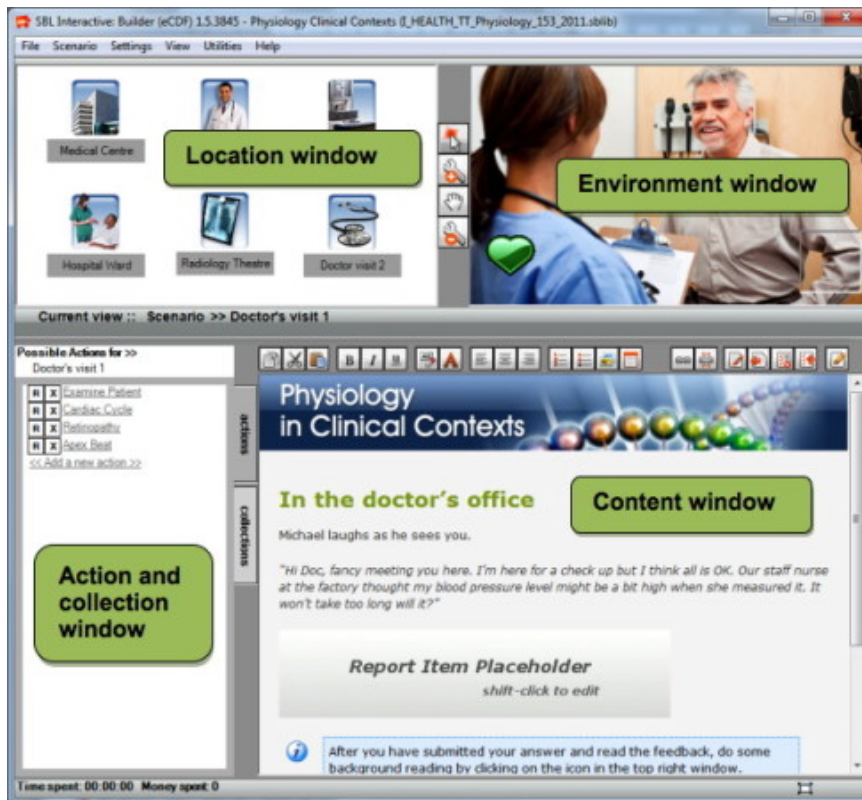 SBL Interactive: Builder (eCDF) 1.5.3845 - Physiology Clinical Contexts (I_HEALTH_TT_Physiology_153_2011.sblib)
File Scenario Settings View Utilities Help
Medical Centre
Location window
Environment window
Hospital Ward
Radiology Theatre
Doctor visit 2
Current view :: Scenario >> Doctor's visit 1
Possible Actions for >>
Doctor's visit 1
R X Examine Patient
R X Cardiac Cycle
R X Retinopathy
R X Apex Beat
<< Add a new action >>
actions
collections
Action and
collection
window
B I U
Physiology
in Clinical Contexts
In the doctor's office
Content window
Michael laughs as he sees you.
"Hi Doc, fancy meeting you here. I'm here for a check up but I think all is OK. Our staff nurse
at the factory thought my blood pressure level might be a bit high when she measured it. It
won't take too long will it?"
Report Item Placeholder
shift-click to edit
After you have submitted your answer and read the feedback, do some
background reading by clicking on the icon in the top right window.
Time spent: 00:00:00 Money spent: 0